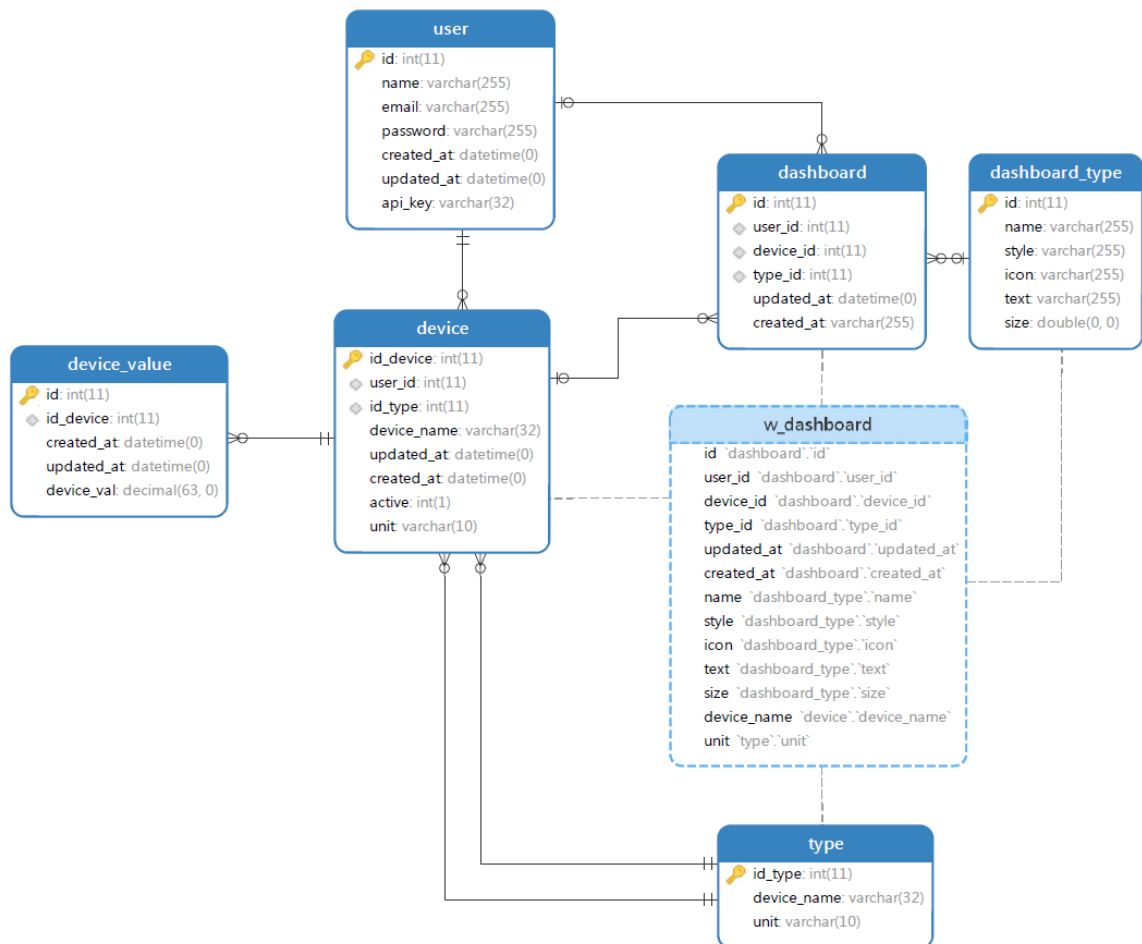 user
id: int(11)
name: varchar(255)
email: varchar(255)
password: varchar(255)
created_at: datetime(0)
updated_at: datetime(0)
api_key: varchar(32)
dashboard
id: int(11)
user_id: int(11)
device_id: int(11)
type_id: int(11)
updated_at: datetime(0)
created_at: varchar(255)
dashboard_type
id: int(11)
name: varchar(255)
style: varchar(255)
icon: varchar(255)
text: varchar(255)
size: double(0, 0)
device_value
id: int(11)
id_device: int(11)
created_at: datetime(0)
updated_at: datetime(0)
device_val: decimal(63, 0)
device
id_device: int(11)
user_id: int(11)
id_type: int(11)
device_name: varchar(32)
updated_at: datetime(0)
created_at: datetime(0)
active: int(1)
unit: varchar(10)
w_dashboard
id `dashboard`.`id`
user_id `dashboard`.`user_id`
device_id `dashboard`.`device_id`
type_id `dashboard`.`type_id`
updated_at `dashboard`.`updated_at`
created_at `dashboard`.`created_at`
name `dashboard_type`.`name`
style `dashboard_type`.`style`
icon `dashboard_type`.`icon`
text `dashboard_type`.`text`
size `dashboard_type`.`size`
device_name `device`.`device_name`
unit `type`.`unit`
type
id_type: int(11)
device_name: varchar(32)
unit: varchar(10)